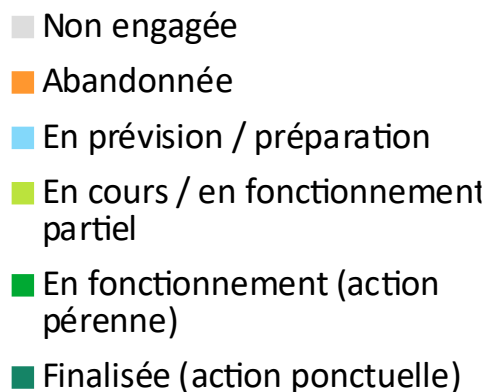 Non engagée
Abandonnée
En prévision / préparation
En cours / en fonctionnement
partiel
En fonctionnement (action
pérenne)
Finalisée (action ponctuelle)